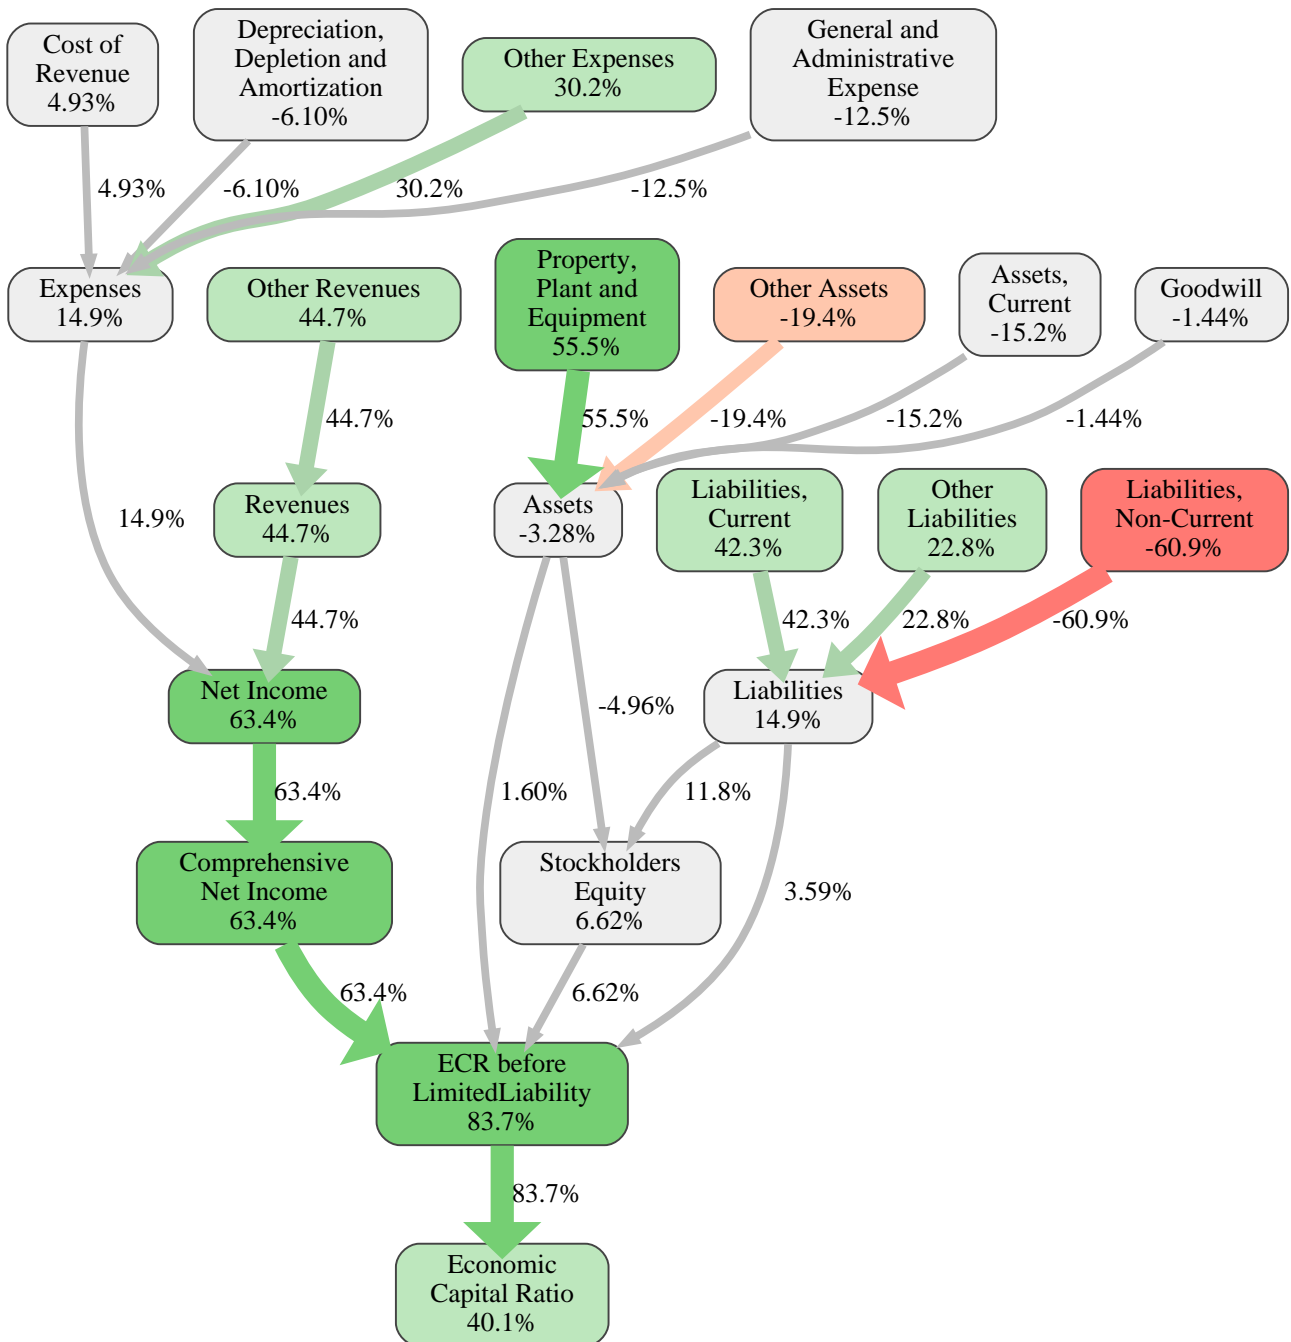 Cost of
Revenue
4.93%
Depreciation,
Depletion and
Amortization
-6.10%
Other Expenses
30.2%
General and
Administrative
Expense
-12.5%
4.93%
-6.10%
30.2%
-12.5%
Expenses
14.9%
Other Revenues
44.7%
Property,
Plant and
Equipment
55.5%
Other Assets
-19.4%
Assets,
Current
-15.2%
Goodwill
-1.44%
44.7%
55.5%
-19.4%
-15.2%
-1.44%
14.9%
Revenues
44.7%
Assets
-3.28%
Liabilities,
Current
42.3%
Other
Liabilities
22.8%
Liabilities,
Non-Current
-60.9%
44.7%
42.3%
22.8%
-60.9%
Net Income
63.4%
-4.96%
Liabilities
14.9%
63.4%
1.60%
11.8%
Comprehensive
Net Income
63.4%
Stockholders
Equity
6.62%
3.59%
63.4%
6.62%
ECR before
LimitedLiability
83.7%
83.7%
Economic
Capital Ratio
40.1%